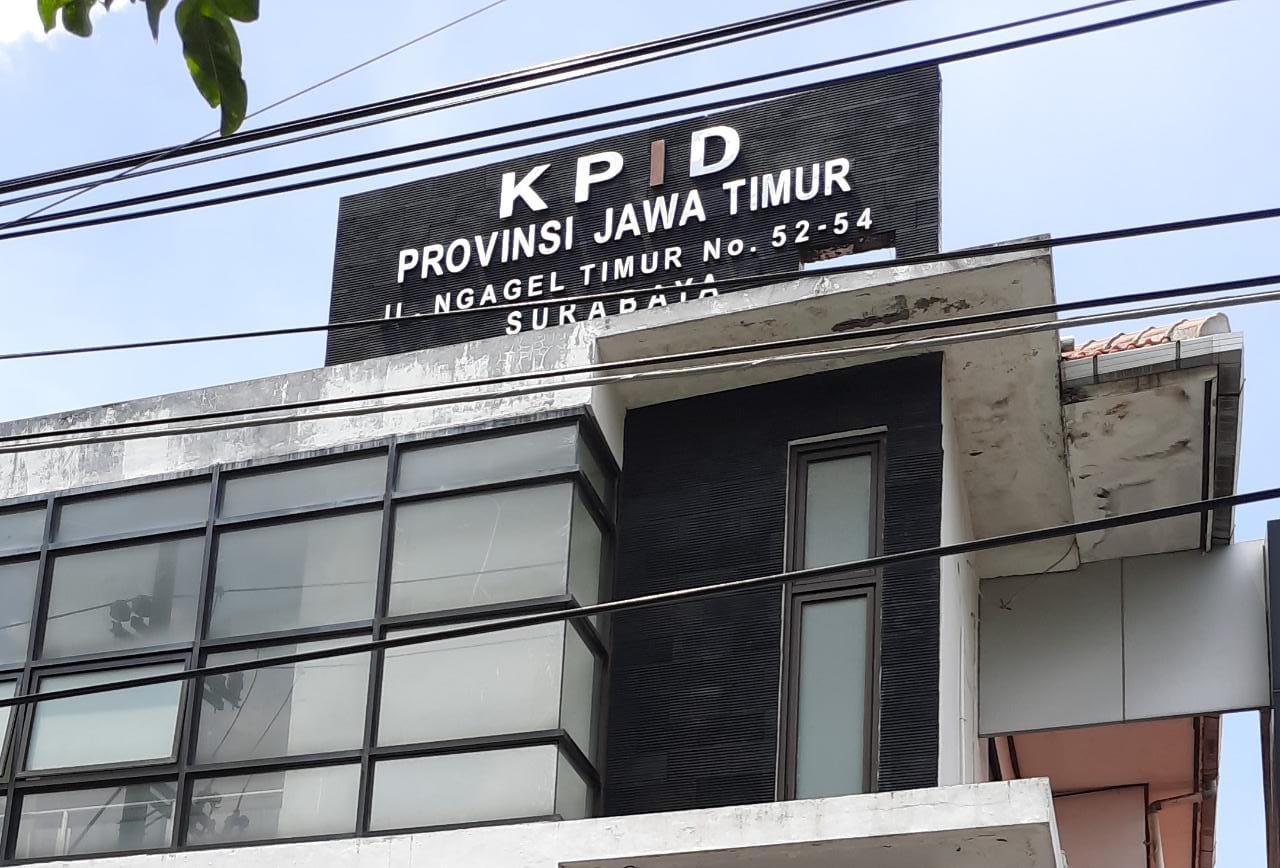 KPID
PROVINSI JAWA TIMUR
Jl. NGAGEL TIMUR No. 52-54
SURABAYA